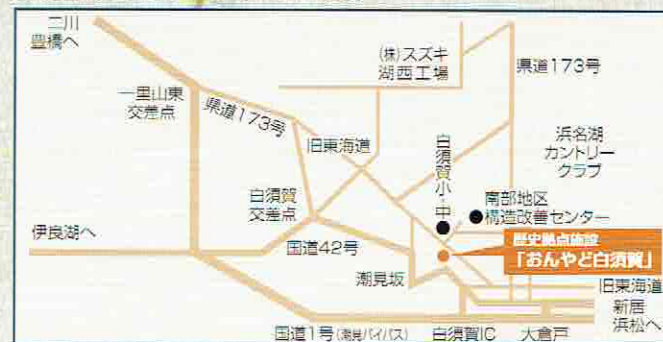 二川
豊橋へ
(株)スズキ
湖西工場
県道173号
一里山東
交差点
県道173号
旧東海道
白須賀小・中
浜名湖
カントリー
クラブ
白須賀
交差点
南部地区
構造改善センター
伊良湖へ
国道42号
歴史拠点施設
「おんやど白須賀」
潮見坂
旧東海道
新居
浜松へ
国道1号(潮見バイパス)
白須賀IC
大倉戸